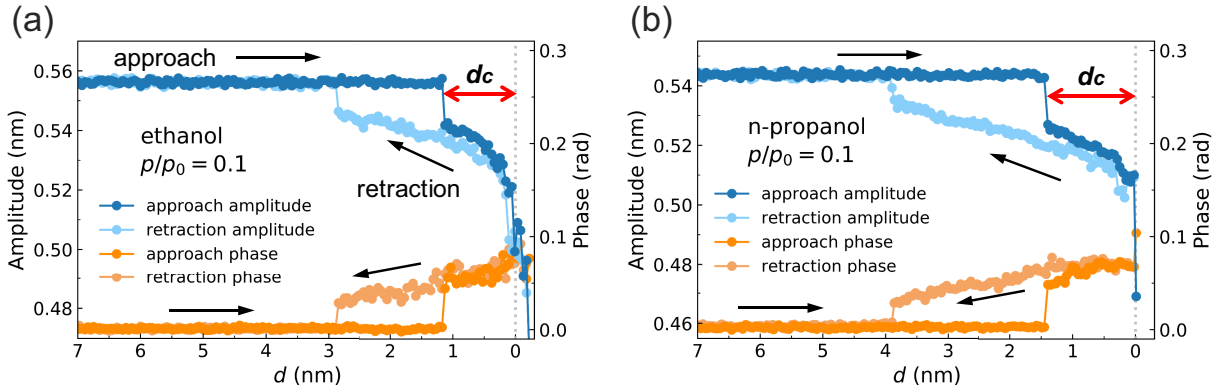 (a)
approach
dc
ethanol
p/p0 = 0.1
retraction
approach amplitude
retraction amplitude
approach phase
retraction phase
Amplitude (nm)
0.56
0.54
0.52
0.50
0.48
Phase (rad)
0.3
0.2
0.1
0.0
7 6 5 4 3 2 1 0
d (nm)
(b)
dc
n-propanol
p/p0 = 0.1
approach amplitude
retraction amplitude
approach phase
retraction phase
Amplitude (nm)
0.54
0.52
0.50
0.48
0.46
Phase (rad)
0.3
0.2
0.1
0.0
7 6 5 4 3 2 1 0
d (nm)